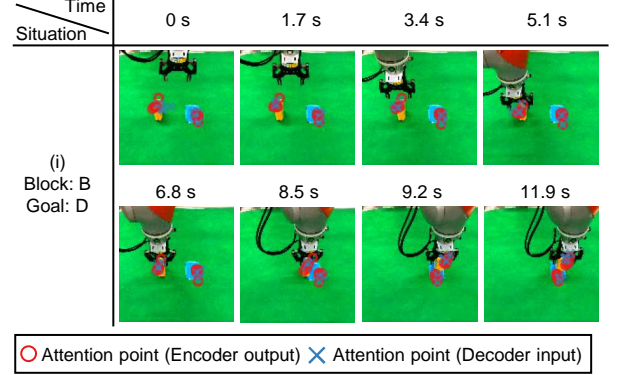 Time
Situation
0 s 1.7 s 3.4 s 5.1 s
(i)
Block: B
Goal: D
6.8 s 8.5 s 9.2 s 11.9 s
Attention point (Encoder output) Attention point (Decoder input)